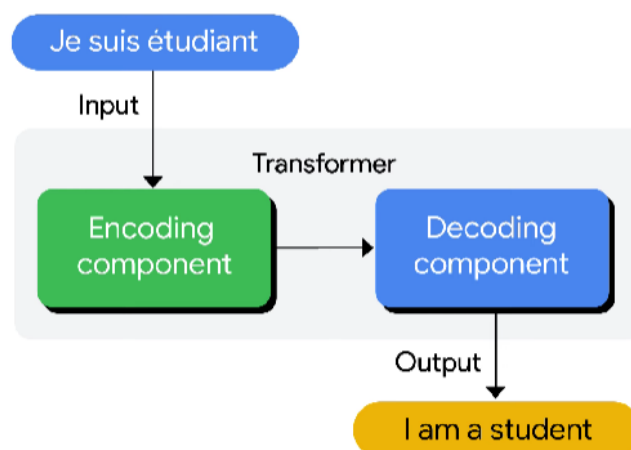 Je suis étudiant
Input
Transformer
Encoding
component
Decoding
component
Output
I am a student